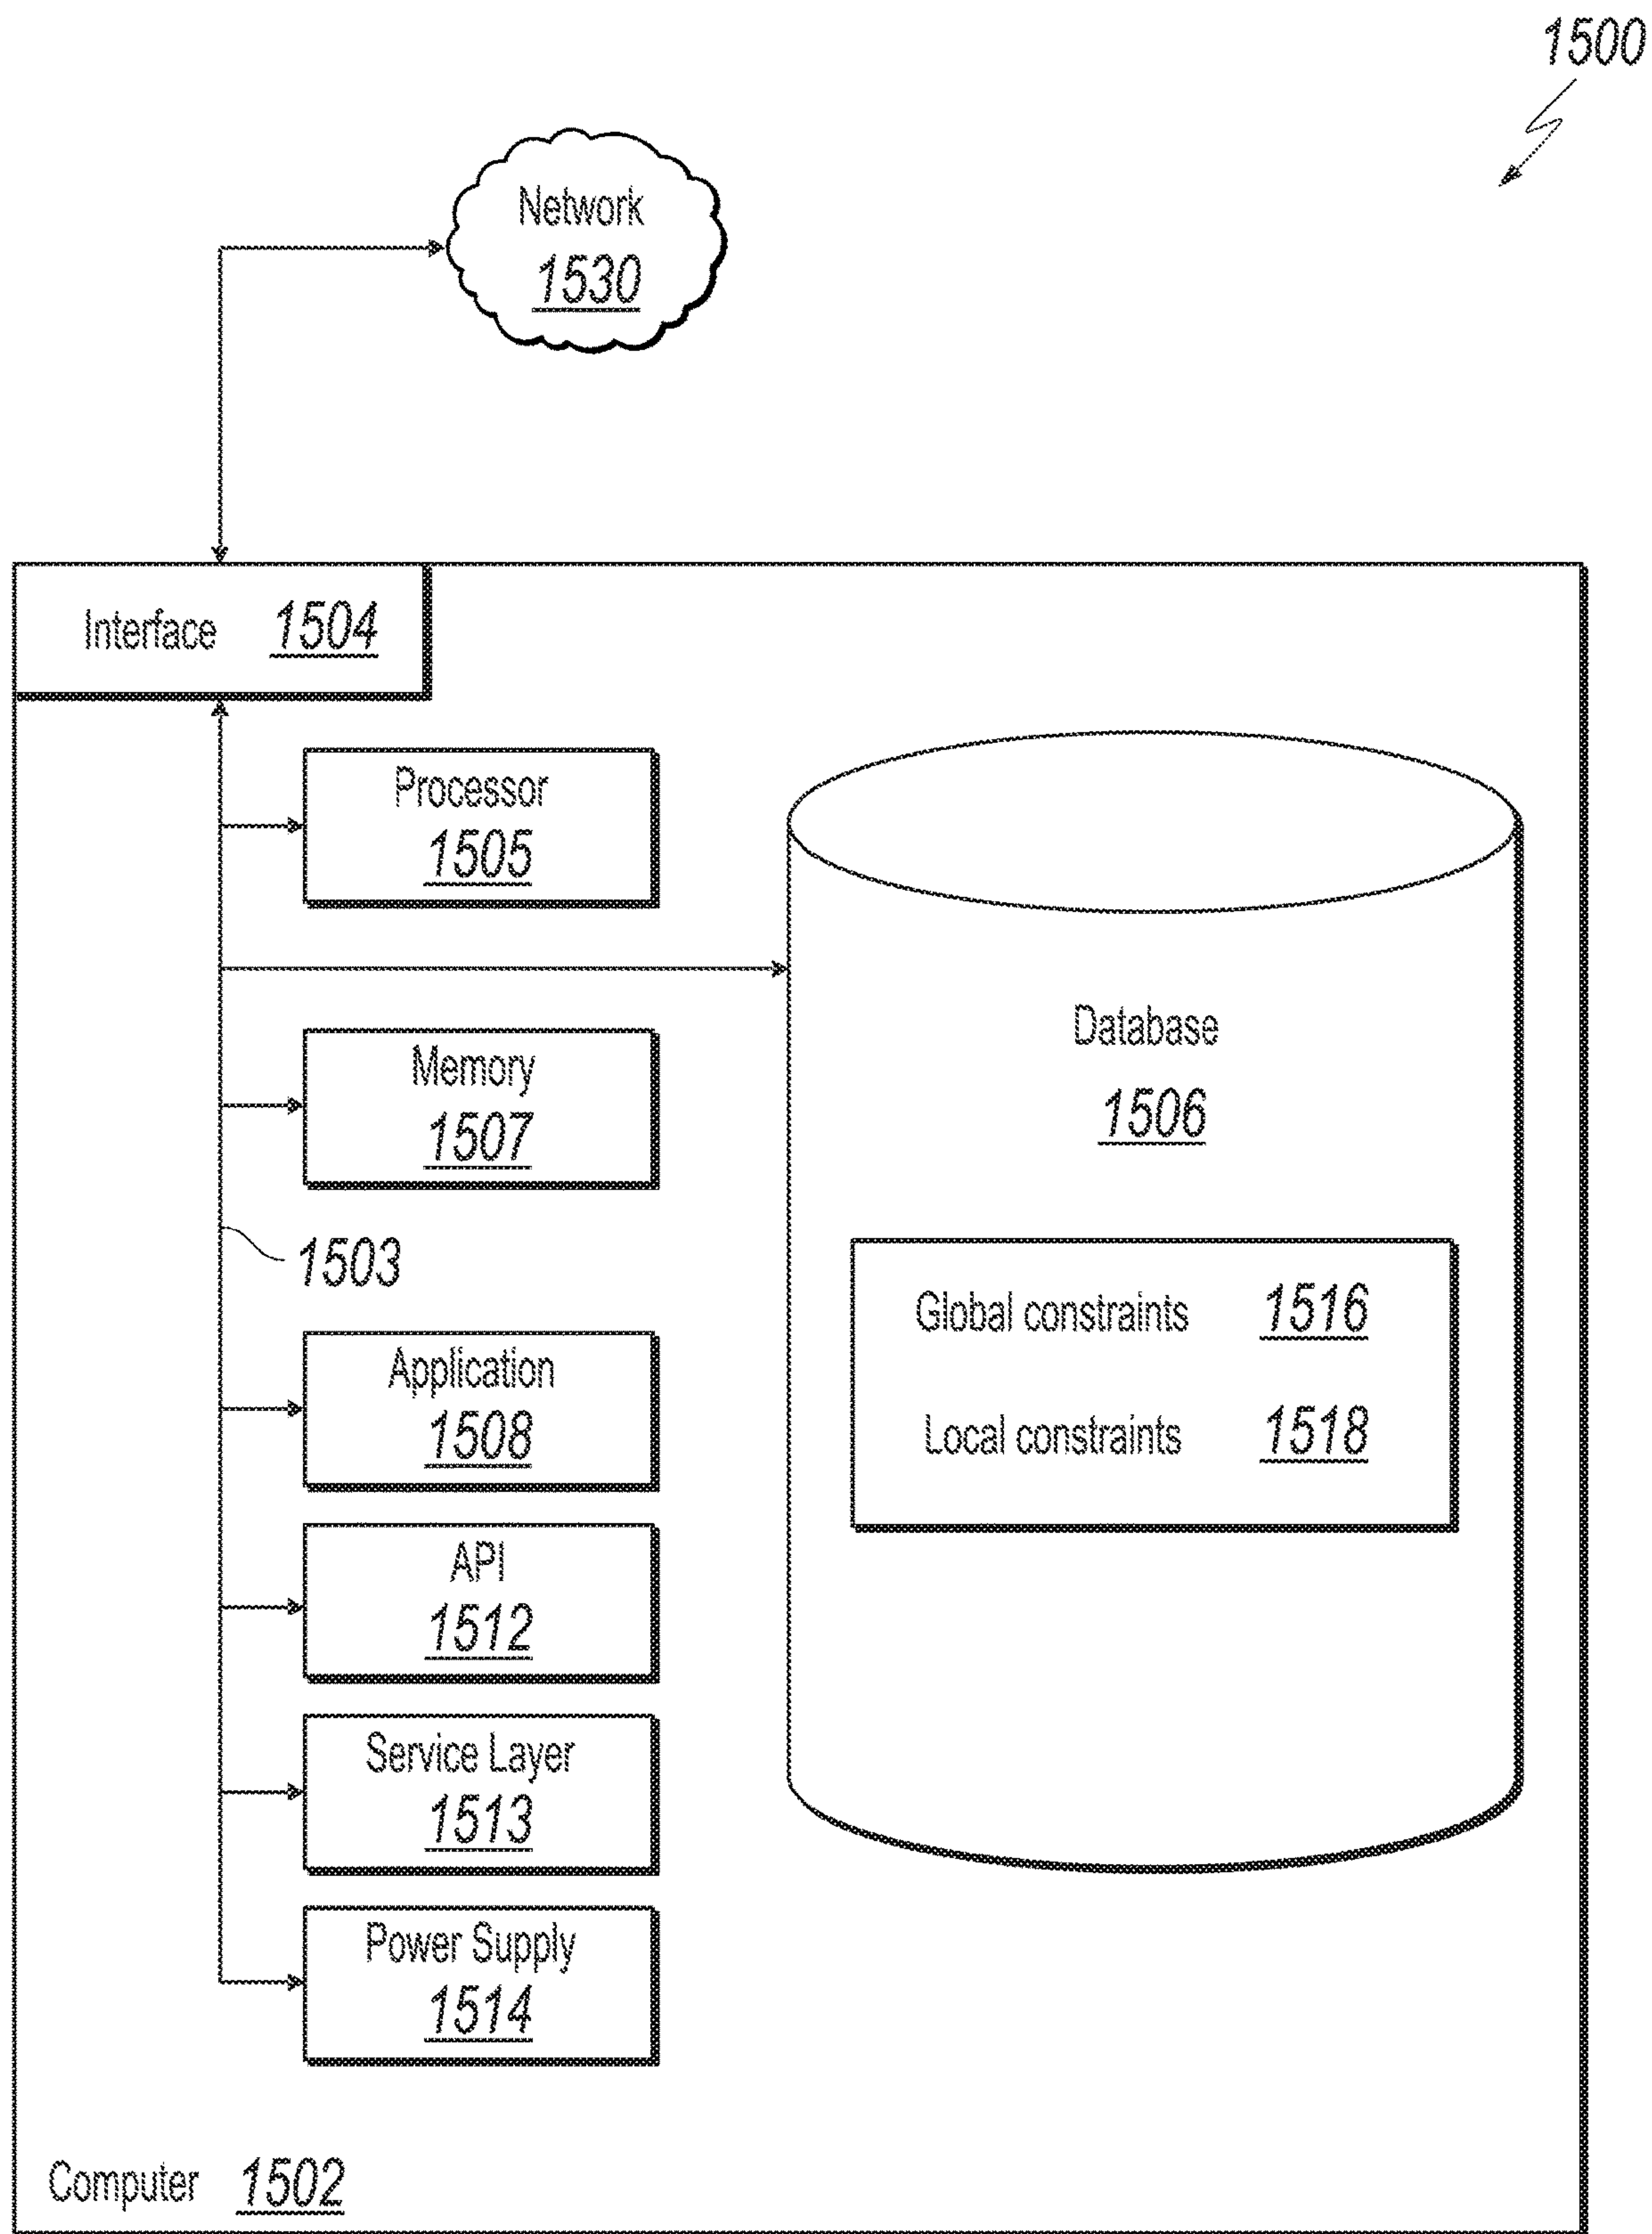 1500
Network
1530
Interface 1504
Processor
1505
Memory
1507
1503
Application
1508
API
1512
Service Layer
1513
Power Supply
1514
Database
1506
Global constraints 1516
Local constraints 1518
Computer 1502